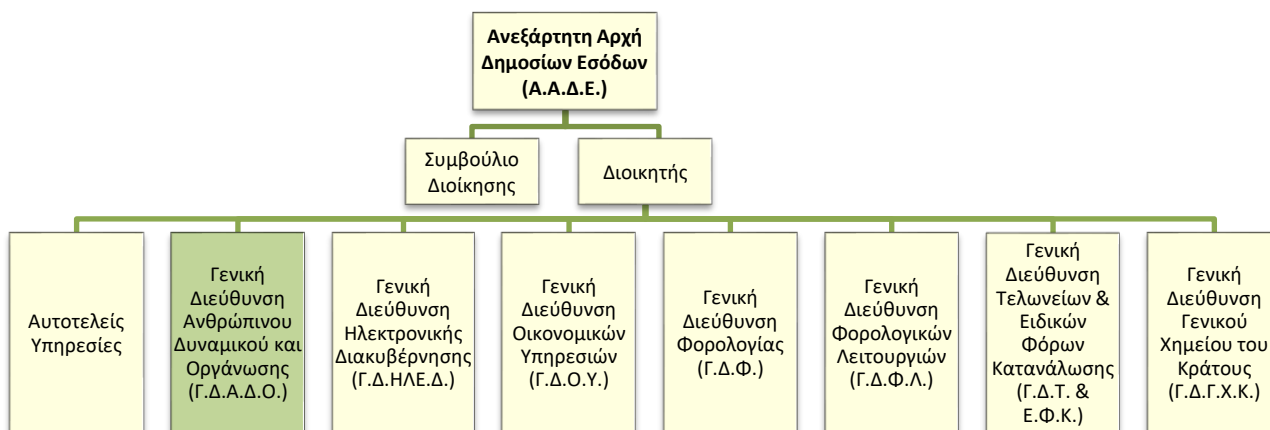 Ανεξάρτητη Αρχή
Δημοσίων Εσόδων
(Α.Α.Δ.Ε.)
Συμβούλιο
Διοίκησης
Διοικητής
Αυτοτελείς
Υπηρεσίες
Γενική
Διεύθυνση
Ανθρώπινου
Δυναμικού και
Οργάνωσης
(Γ.Δ.Α.Δ.Ο.)
Γενική
Διεύθυνση
Ηλεκτρονικής
Διακυβέρνησης
(Γ.Δ.ΗΛΕ.Δ.)
Γενική
Διεύθυνση
Οικονομικών
Υπηρεσιών
(Γ.Δ.Ο.Υ.)
Γενική
Διεύθυνση
Φορολογίας
(Γ.Δ.Φ.)
Γενική
Διεύθυνση
Φορολογικών
Λειτουργιών
(Γ.Δ.Φ.Λ.)
Γενική
Διεύθυνση
Τελωνείων &
Ειδικών
Φόρων
Κατανάλωσης
(Γ.Δ.Τ. &
Ε.Φ.Κ.)
Γενική
Διεύθυνση
Γενικού
Χημείου του
Κράτους
(Γ.Δ.Γ.Χ.Κ.)